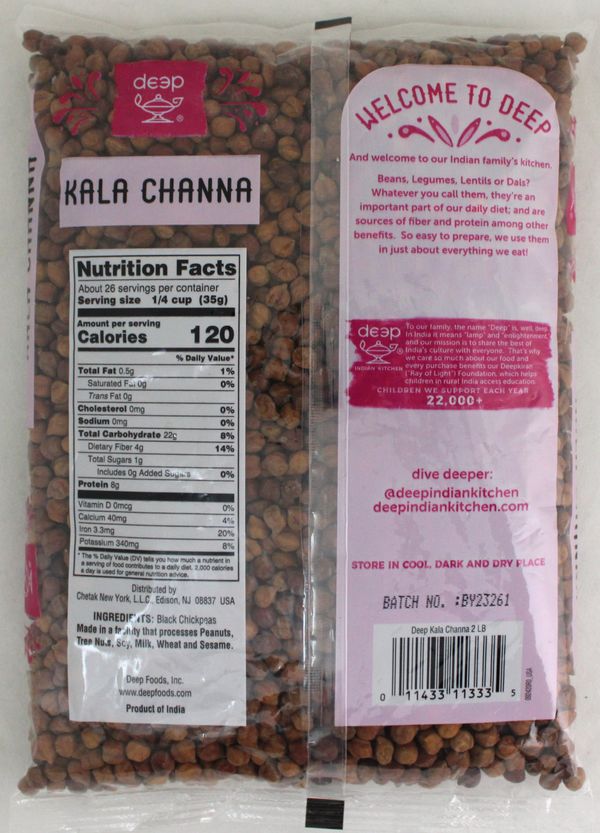 deep
®
KALA CHANNA
Nutrition Facts
About 26 servings per container
Serving size 1/4 cup (35g)
Amount per serving
Calories 120
% Daily Value*
Total Fat 0.5g 1%
Saturated Fat 0g 0%
Trans Fat 0g
Cholesterol 0mg 0%
Sodium 0mg 0%
Total Carbohydrate 22g 8%
Dietary Fiber 4g 14%
Total Sugars 1g
Includes 0g Added Sugars 0%
Protein 8g
Vitamin D 0mcg 0%
Calcium 40mg 4%
Iron 3.3mg 20%
Potassium 340mg 8%
* The % Daily Value (DV) tells you how much a nutrient in
a serving of food contributes to a daily diet. 2,000 calories
a day is used for general nutrition advice.
Distributed by
Chetak New York, L.L.C. Edison, NJ 08837 USA
INGREDIENTS: Black Chickpeas
Made in a facility that processes Peanuts,
Tree Nuts, Soy, Milk, Wheat and Sesame.
Deep Foods, Inc.
www.deepfoods.com
Product of India
WELCOME TO DEEP
And welcome to our Indian family's kitchen.
Beans, Legumes, Lentils or Dals?
Whatever you call them, they're an
important part of our daily diet; and are
sources of fiber and protein among other
benefits. So easy to prepare, we use them
in just about everything we eat!
deep
®
INDIAN KITCHEN
To our family, the name "Deep" is, well, deep.
In India it means "lamp" and "enlightenment,"
and our mission is to share the best of
India's culture with everyone. That's why
we care so much about our food and
every purchase benefits our Deepkiran
("Ray of Light") Foundation, which helps
children in rural India access education.
CHILDREN WE SUPPORT EACH YEAR
22,000+
dive deeper:
@deepindiankitchen
deepindiankitchen.com
STORE IN COOL, DARK AND DRY PLACE
BATCH NO. :BY23261
Deep Kala Channa 2 LB
0 11433 11333 5